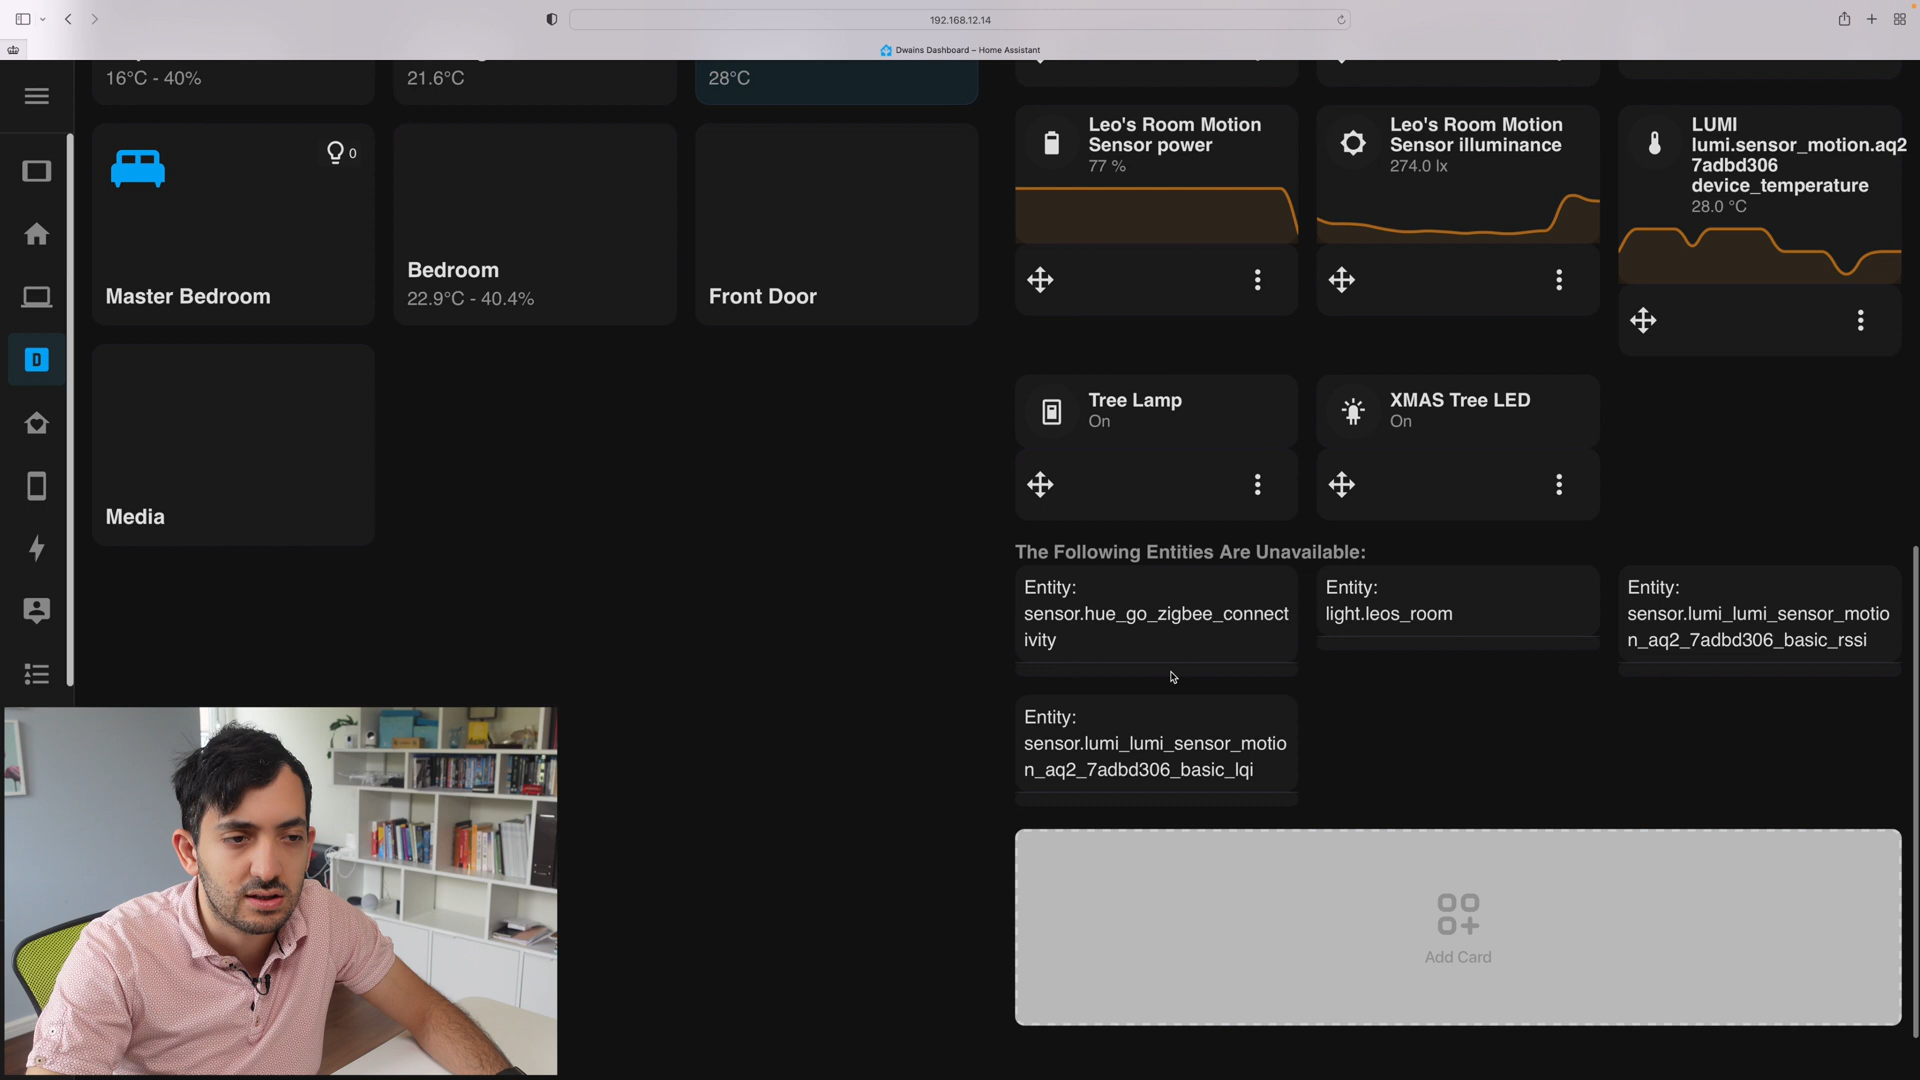 192.168.12.14
Dwains Dashboard – Home Assistant
16°C - 40%
21.6°C
28°C
0
Master Bedroom
Bedroom
22.9°C - 40.4%
Front Door
D
Media
Leo's Room Motion
Sensor power
77 %
Leo's Room Motion
Sensor illuminance
274.0 lx
LUMI
lumi.sensor_motion.aq2
7adbd306
device_temperature
28.0 °C
Tree Lamp
On
XMAS Tree LED
On
The Following Entities Are Unavailable:
Entity:
sensor.hue_go_zigbee_connect
ivity
Entity:
light.leos_room
Entity:
sensor.lumi_lumi_sensor_motio
n_aq2_7adbd306_basic_rssi
Entity:
sensor.lumi_lumi_sensor_motio
n_aq2_7adbd306_basic_lqi
Add Card